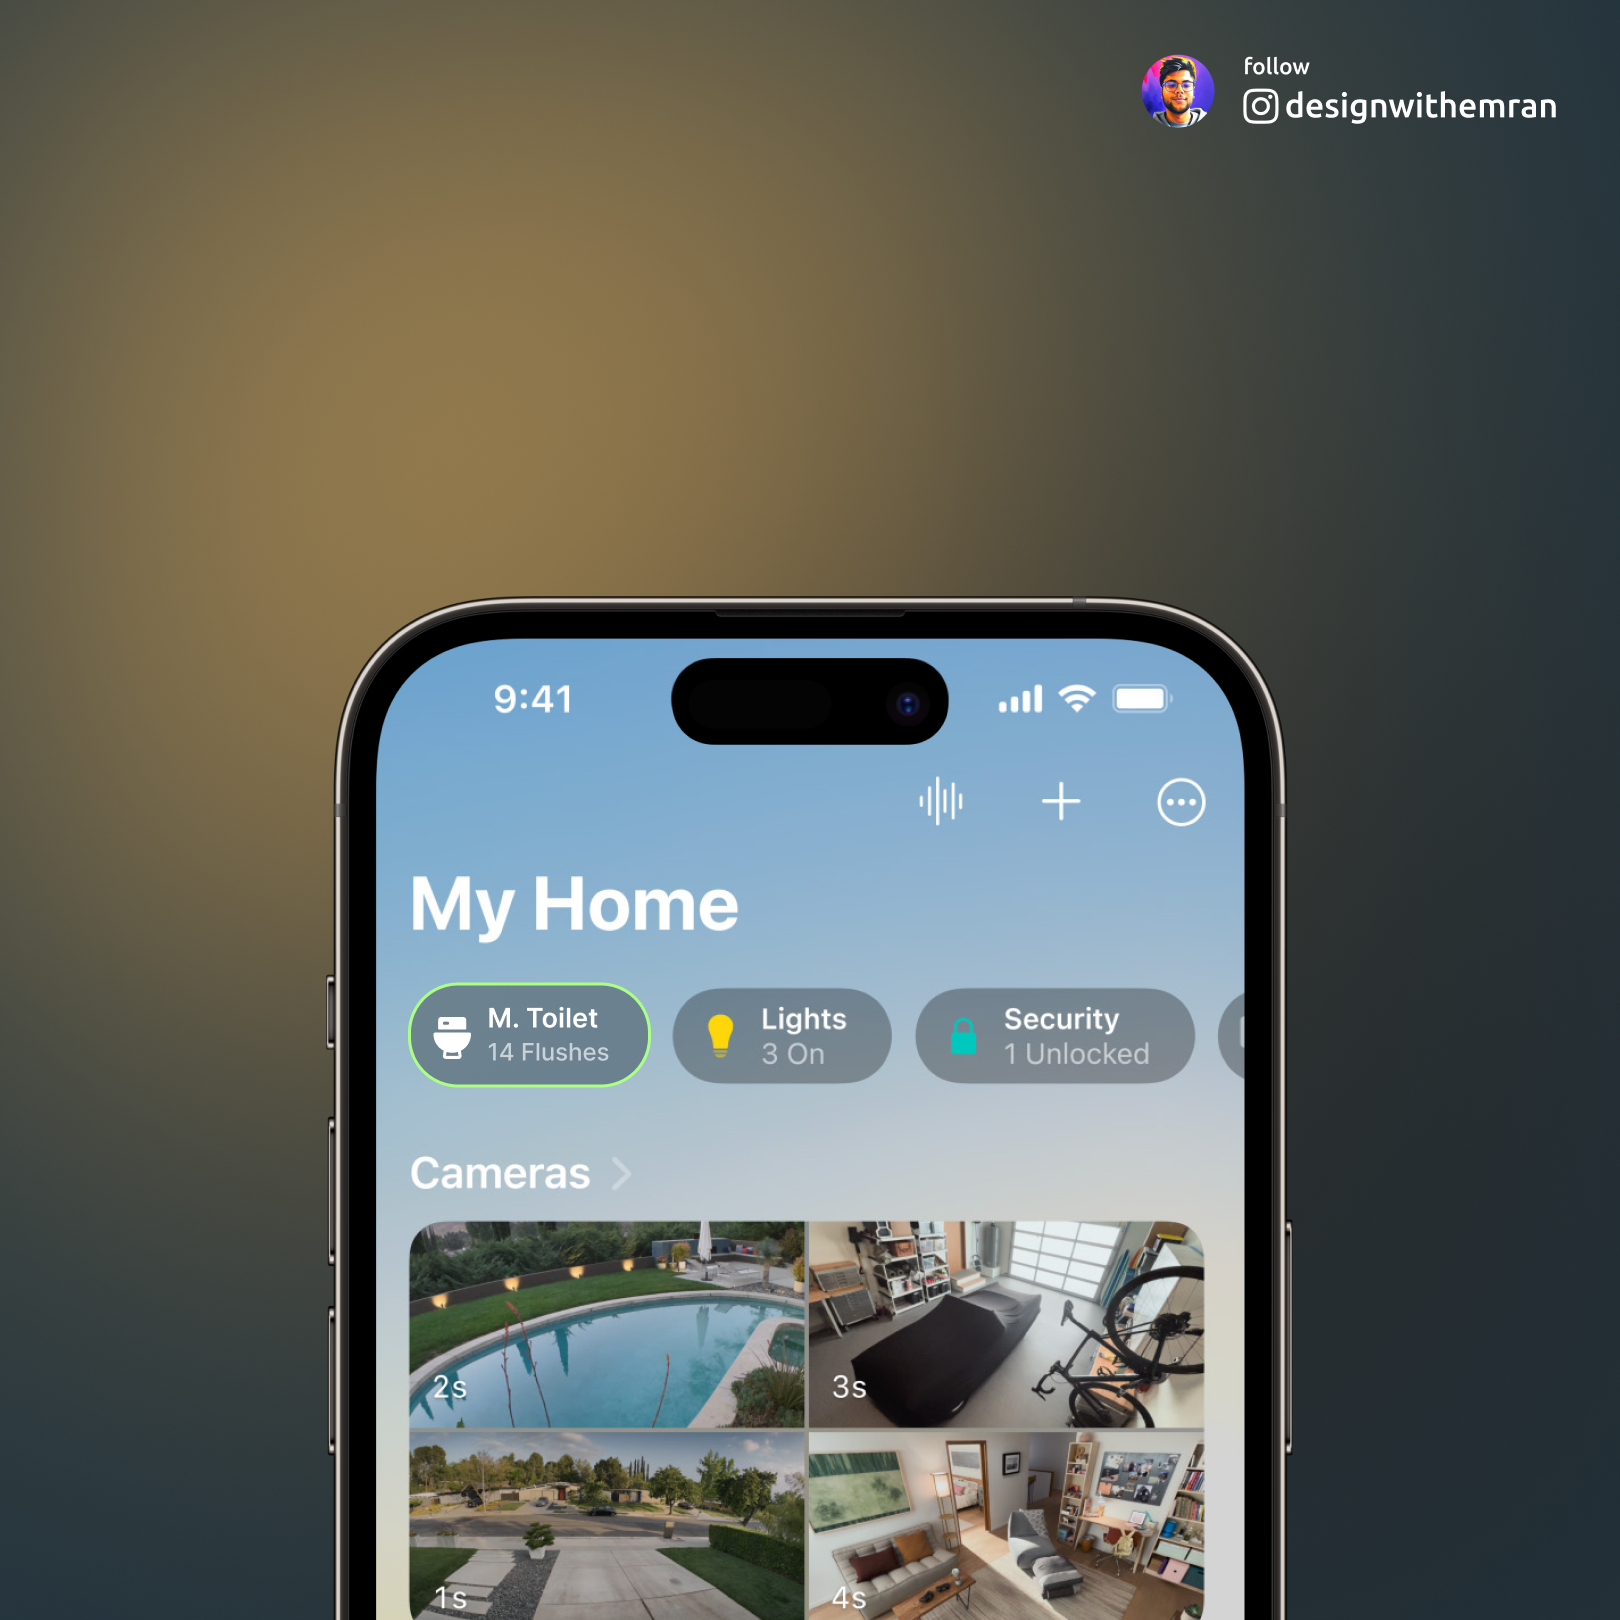 follow
designwithemran
9:41
My Home
M. Toilet
14 Flushes
Lights
3 On
Security
1 Unlocked
Cameras
2s
3s
1s
4s